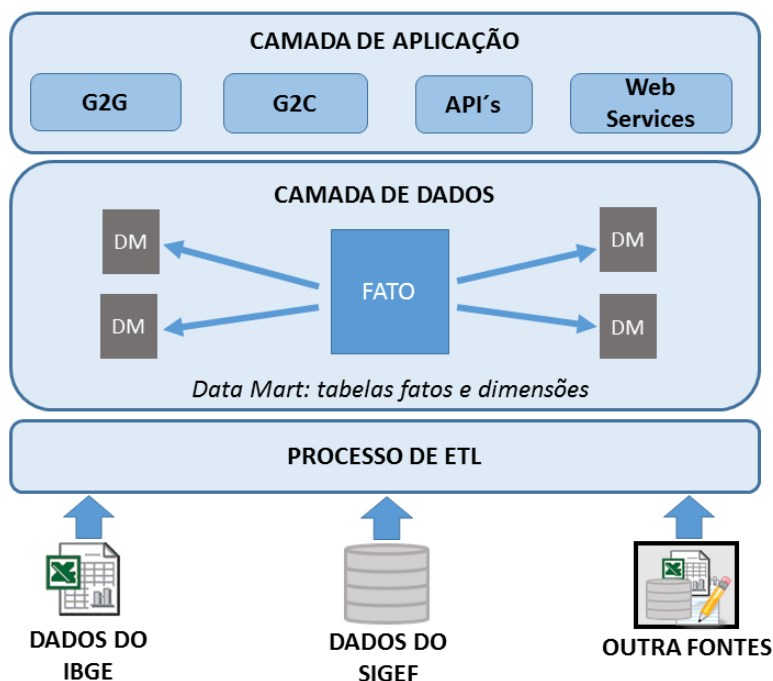 CAMADA DE APLICAÇÃO
G2G
G2C
API´s
Web
Services
CAMADA DE DADOS
DM
DM
FATO
DM
DM
Data Mart: tabelas fatos e dimensões
PROCESSO DE ETL
DADOS DO
IBGE
DADOS DO
SIGEF
OUTRA FONTES